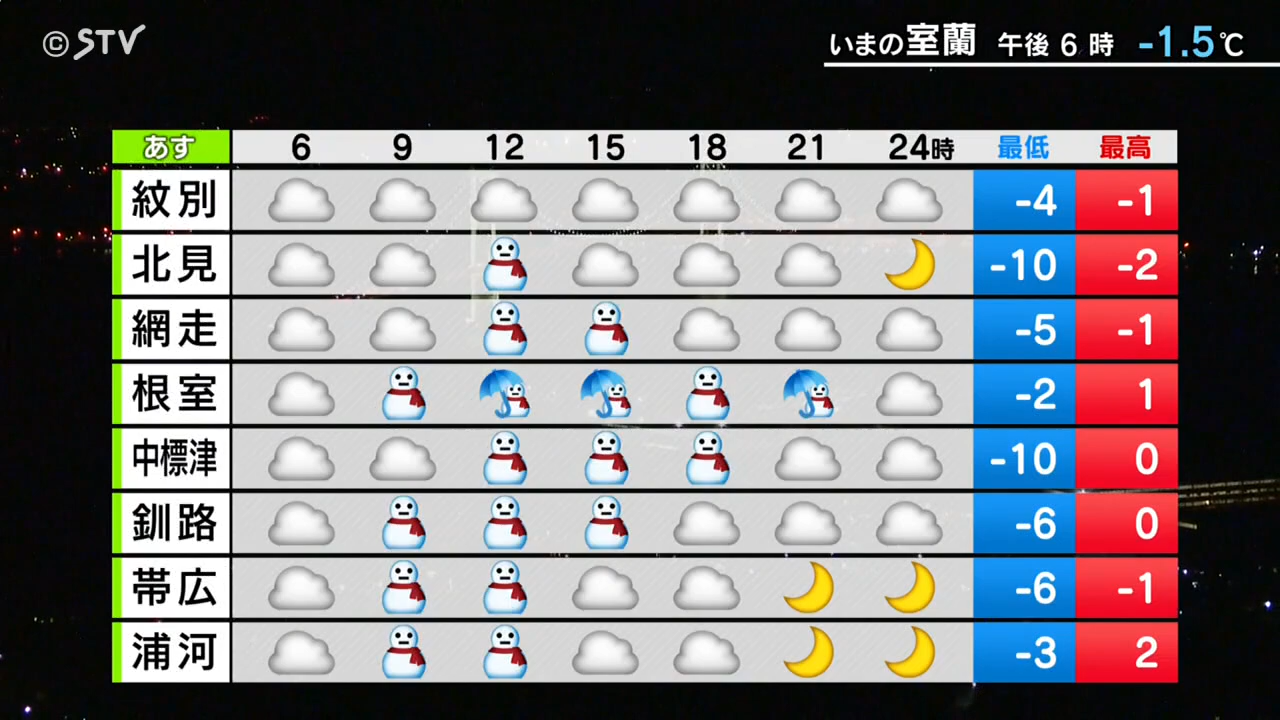 © STV
いまの室蘭 午後6時 -1.5℃
あす 6 9 12 15 18 21 24時 最低 最高
紋別 -4 -1
北見 -10 -2
網走 -5 -1
根室 -2 1
中標津 -10 0
釧路 -6 0
帯広 -6 -1
浦河 -3 2